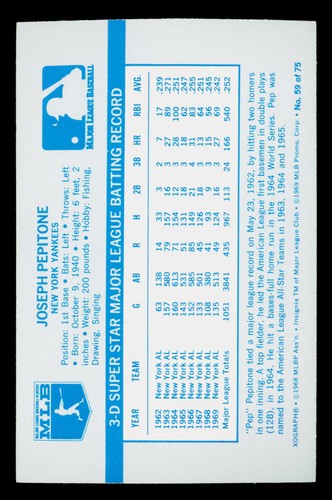 MAJOR LEAGUE BASEBALL PLAYERS
MLB
JOSEPH PEPITONE
NEW YORK YANKEES
Position: 1st Base • Bats: Left • Throws: Left
• Born: October 9, 1940 • Height: 6 feet, 2
inches • Weight: 200 pounds • Hobby: Fishing,
Drawing, Singing
MAJOR LEAGUE BASEBALL
3-D SUPER STAR MAJOR LEAGUE BATTING RECORD
YEAR TEAM G AB R H 2B 3B HR RBI AVG.
1962 New York AL 63 138 14 33 3 2 7 17 .239
1963 New York AL 157 580 79 157 16 3 27 89 .271
1964 New York AL 160 613 71 154 12 3 28 100 .251
1965 New York AL 143 531 51 131 18 3 18 62 .247
1966 New York AL 152 585 85 149 21 4 31 83 .255
1967 New York AL 133 501 45 126 18 3 13 64 .251
1968 New York AL 108 380 41 93 9 3 15 56 .245
1969 New York AL 135 513 49 124 16 3 27 69 .242
Major League Totals 1051 3841 435 967 113 24 166 540 .252
"Pep" Pepitone tied a major league record on May 23, 1962, by hitting two homers
in one inning. A top fielder, he led the American League first basemen in double plays
(128), in 1964. He hit a bases-full home run in the 1964 World Series. Pep was
named to the American League All-Star Teams in 1963, 1964 and 1965.
XOGRAPH® • ©1968 MLBP Ass'n. • Insignia TM of Major League Club • ©1969 MLB Promo. Corp. • No. 59 of 75